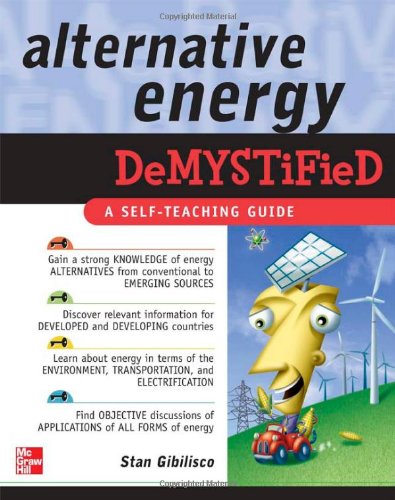 alternative
energy
DeMYSTiFieD
A SELF-TEACHING GUIDE
Gain a strong KNOWLEDGE of energy
ALTERNATIVES from conventional to
EMERGING SOURCES
Discover relevant information for
DEVELOPED and DEVELOPING countries
Learn about energy in terms of the
ENVIRONMENT, TRANSPORTATION, and
ELECTRIFICATION
Find OBJECTIVE discussions of
APPLICATIONS of ALL FORMS of energy
Mc
Graw
Hill
Stan Gibilisco